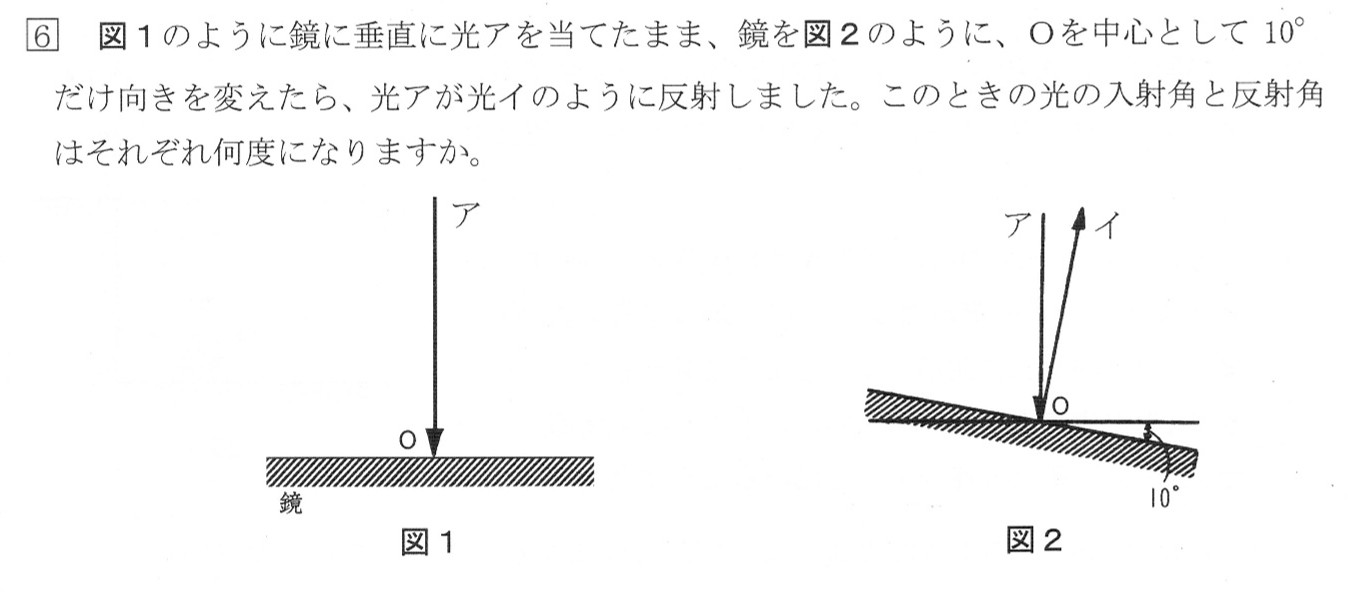 6 図1のように鏡に垂直に光アを当てたまま、鏡を図2のように、Oを中心として 10°
だけ向きを変えたら、光アが光イのように反射しました。このときの光の入射角と反射角
はそれぞれ何度になりますか。
ア
O
鏡
図1
ア
イ
O
10°
図2